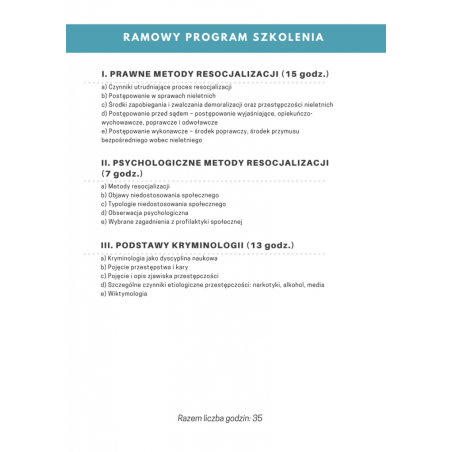 RAMOWY PROGRAM SZKOLENIA
I. PRAWNE METODY RESOCJALIZACJI (15 godz.)
a) Czynniki utrudniające proces resocjalizacji
b) Postępowanie w sprawach nieletnich
c) Środki zapobiegania i zwalczania demoralizacji oraz przestępczości nieletnich
d) Postępowanie przed sądem – postępowanie wyjaśniające, opiekuńczo-
wychowawcze, poprawcze i odwoławcze
e) Postępowanie wykonawcze – środek poprawczy, środek przymusu
bezpośredniego wobec nieletniego
II. PSYCHOLOGICZNE METODY RESOCJALIZACJI
(7 godz.)
a) Metody resocjalizacji
b) Objawy niedostosowania społecznego
c) Typologie niedostosowania społecznego
d) Obserwacja psychologiczna
e) Wybrane zagadnienia z profilaktyki społecznej
III. PODSTAWY KRYMINOLOGII (13 godz.)
a) Kryminologia jako dyscyplina naukowa
b) Pojęcie przestępstwa i kary
c) Pojęcie i opis zjawiska przestępczości
d) Szczególne czynniki etiologiczne przestępczości: narkotyki, alkohol, media
e) Wiktymologia
Razem liczba godzin: 35